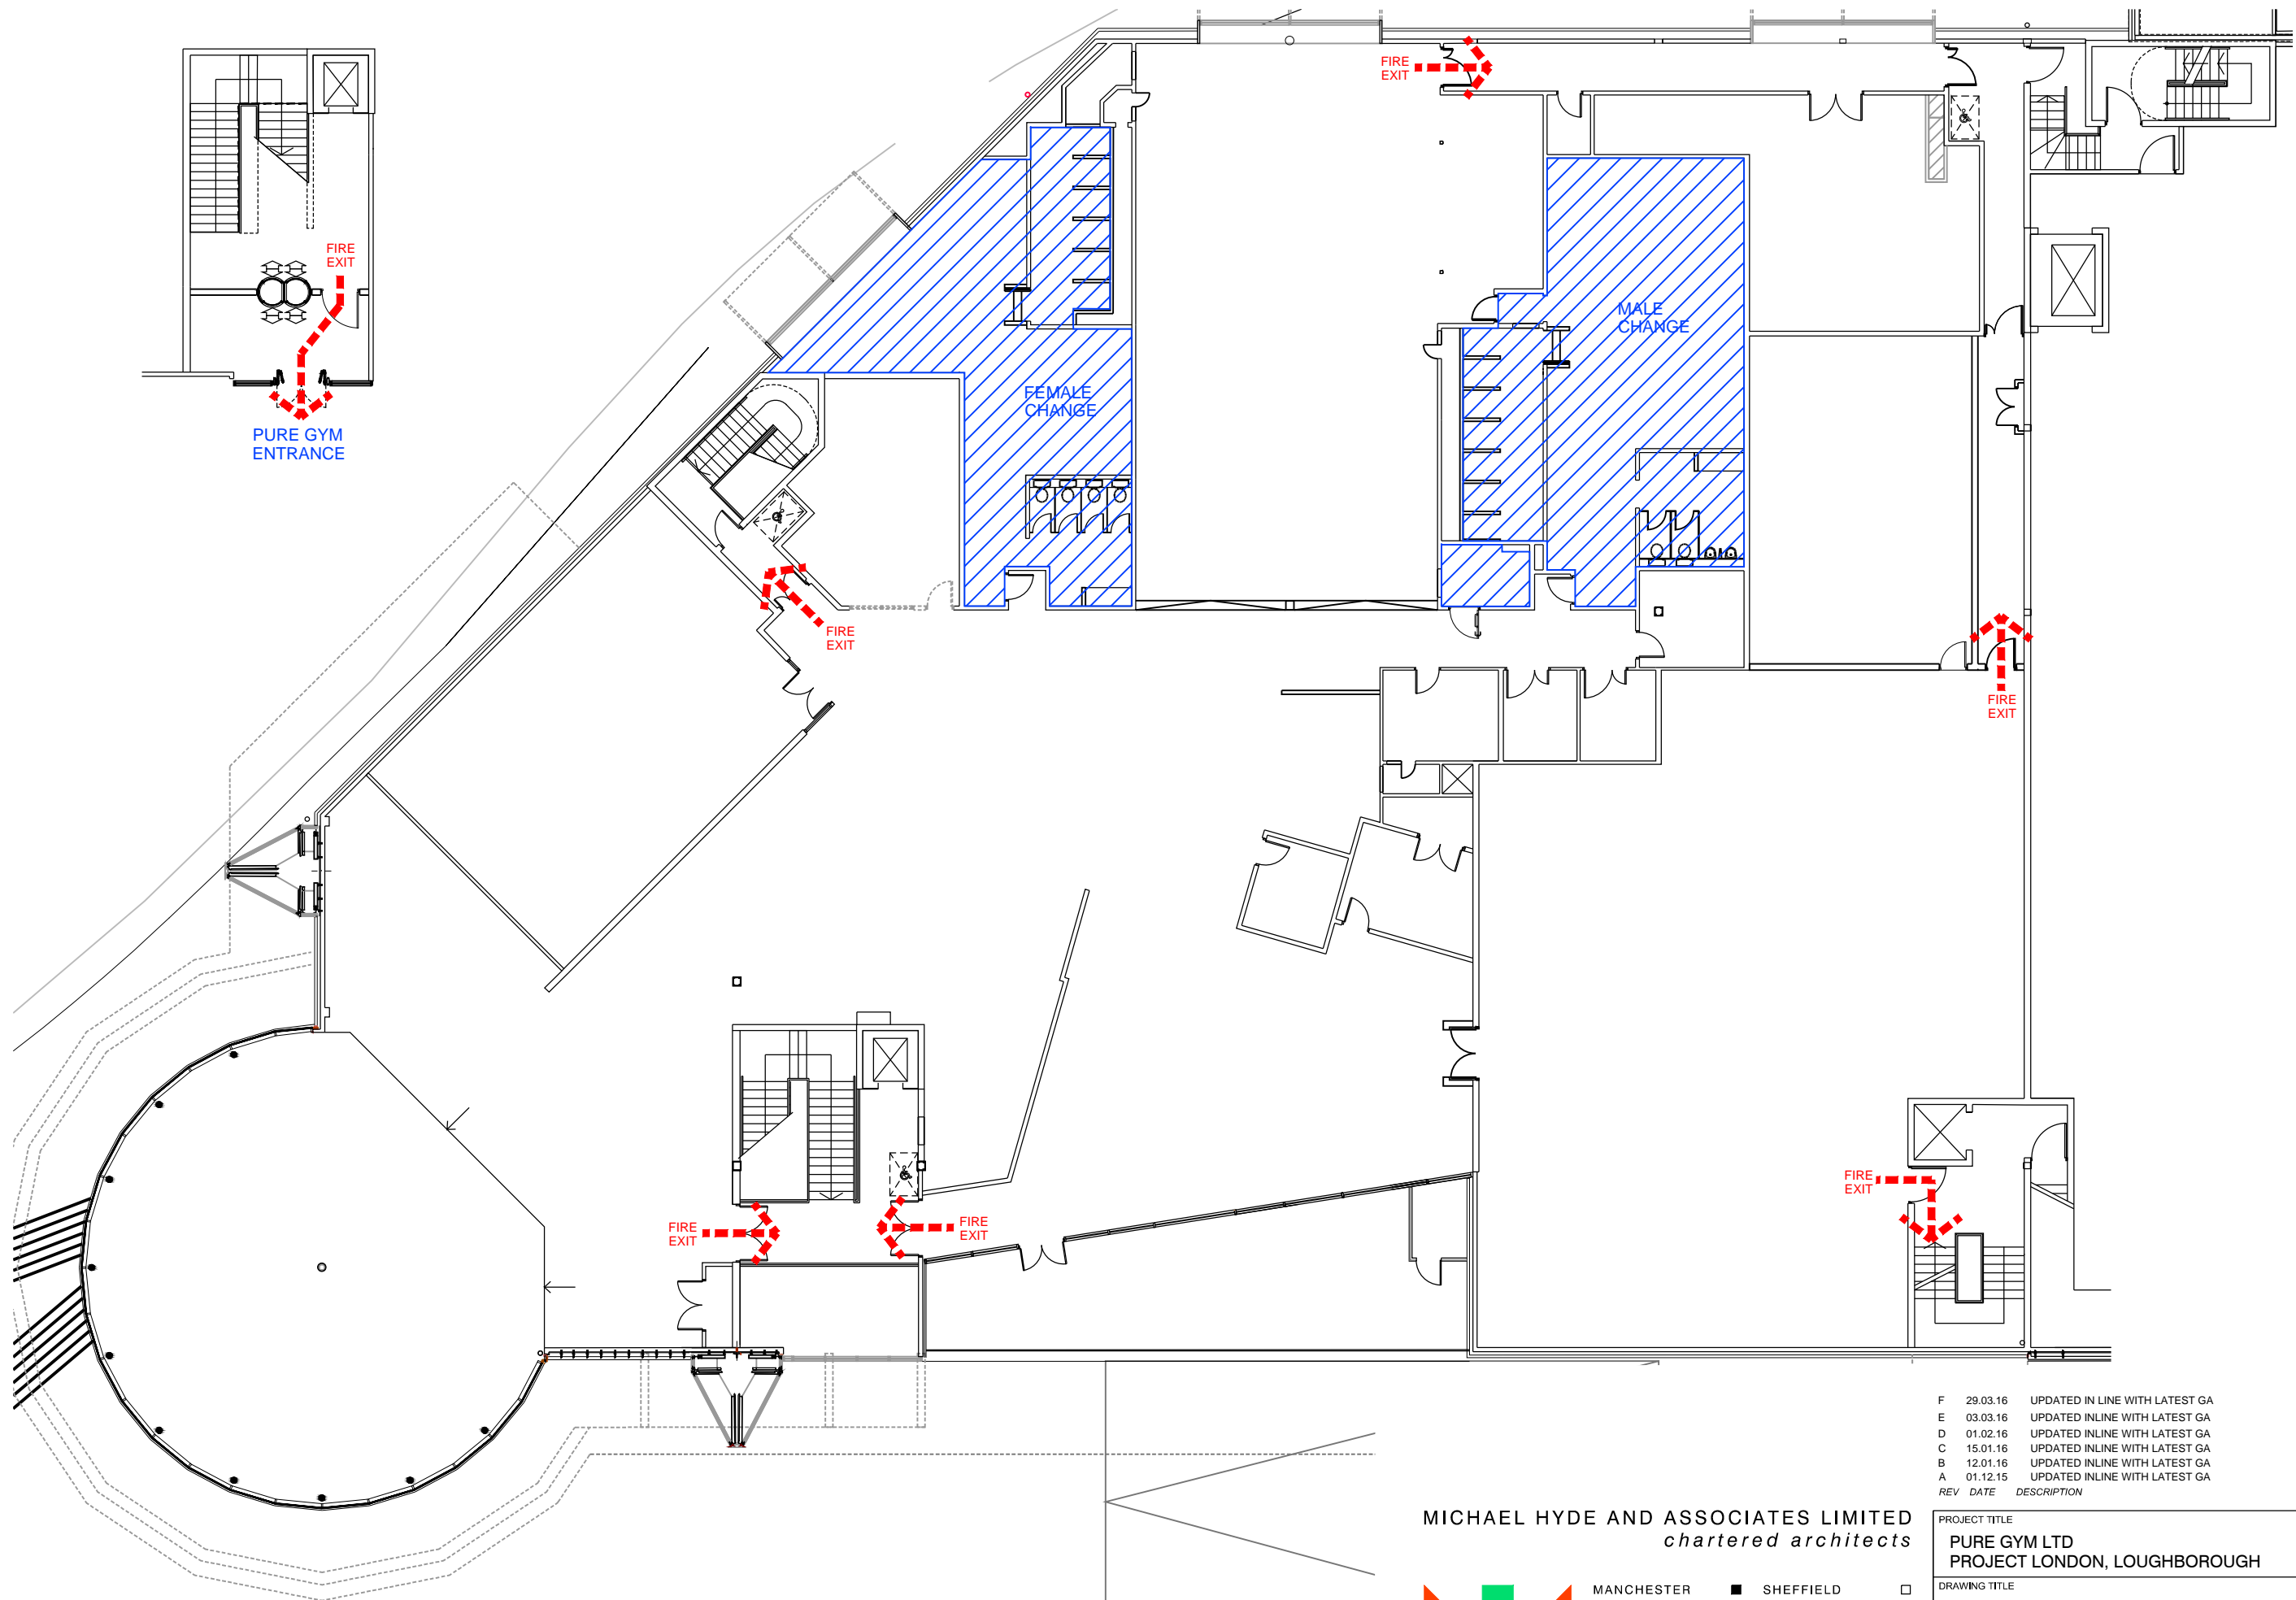 FIRE
EXIT
FIRE
EXIT
PURE GYM
ENTRANCE
MALE
CHANGE
FEMALE
CHANGE
FIRE
EXIT
FIRE
EXIT
FIRE
EXIT
FIRE
EXIT
FIRE
EXIT
F 29.03.16 UPDATED IN LINE WITH LATEST GA
E 03.03.16 UPDATED INLINE WITH LATEST GA
D 01.02.16 UPDATED INLINE WITH LATEST GA
C 15.01.16 UPDATED INLINE WITH LATEST GA
B 12.01.16 UPDATED INLINE WITH LATEST GA
A 01.12.15 UPDATED INLINE WITH LATEST GA
REV DATE DESCRIPTION
MICHAEL HYDE AND ASSOCIATES LIMITED
chartered architects
MANCHESTER SHEFFIELD
PROJECT TITLE
PURE GYM LTD
PROJECT LONDON, LOUGHBOROUGH
DRAWING TITLE